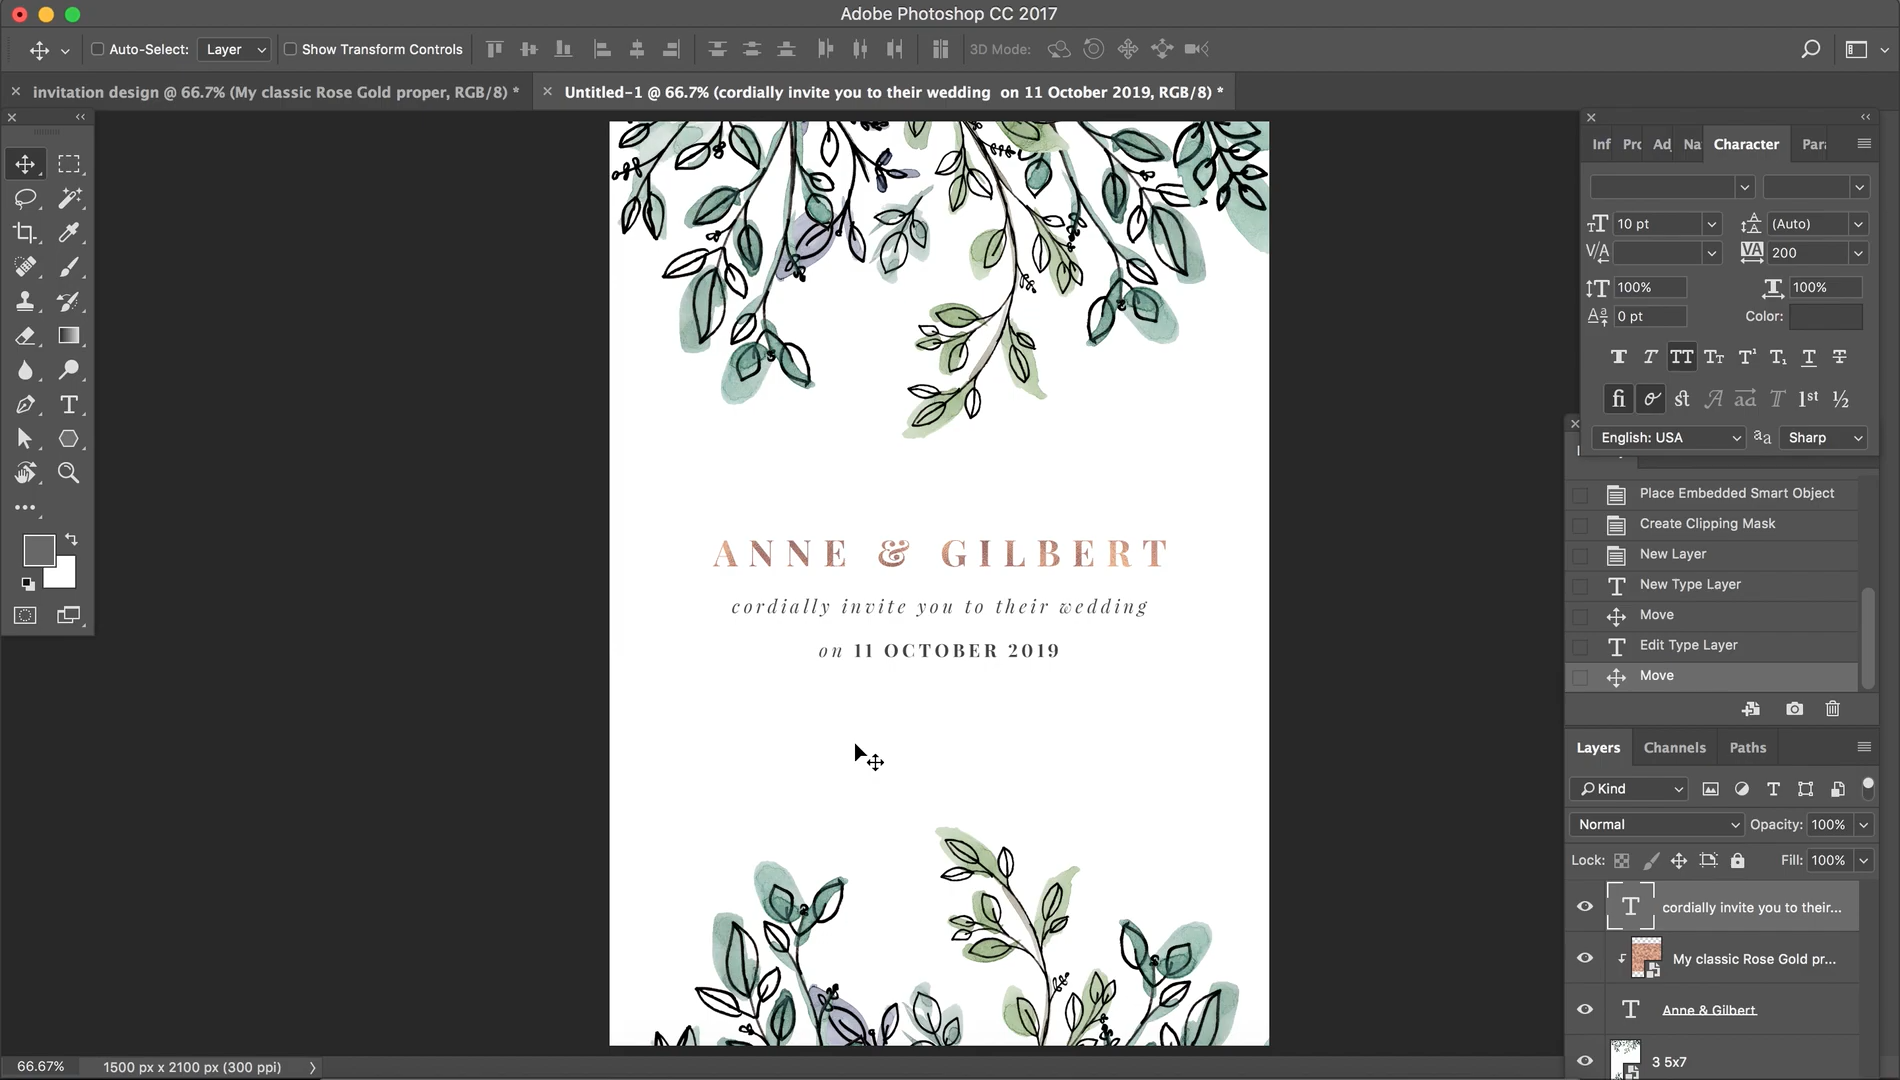 Adobe Photoshop CC 2017
Auto-Select: Layer Show Transform Controls 3D Mode:
invitation design @ 66.7% (My classic Rose Gold proper, RGB/8) *
Untitled-1 @ 66.7% (cordially invite you to their wedding on 11 October 2019, RGB/8) *
Inf Prc Ad Na Character Para
10 pt (Auto)
200
100% 100%
0 pt Color:
1st ½
English: USA aa Sharp
Place Embedded Smart Object
Create Clipping Mask
New Layer
New Type Layer
Move
Edit Type Layer
Move
Layers Channels Paths
Kind
Normal Opacity: 100%
Lock: Fill: 100%
cordially invite you to their...
My classic Rose Gold pr...
Anne & Gilbert
3 5x7
ANNE & GILBERT
cordially invite you to their wedding
on 11 OCTOBER 2019
66.67% 1500 px x 2100 px (300 ppi)